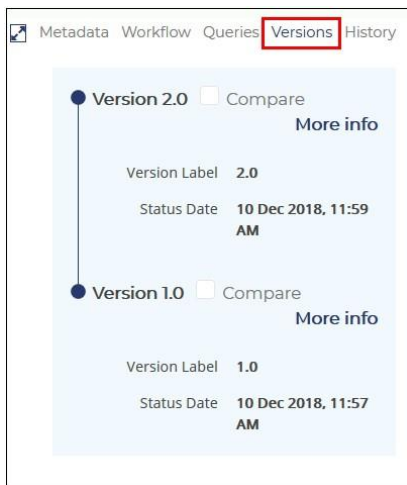 Metadata Workflow Queries Versions History
Version 2.0 Compare
More info
Version Label 2.0
Status Date 10 Dec 2018, 11:59
AM
Version 1.0 Compare
More info
Version Label 1.0
Status Date 10 Dec 2018, 11:57
AM